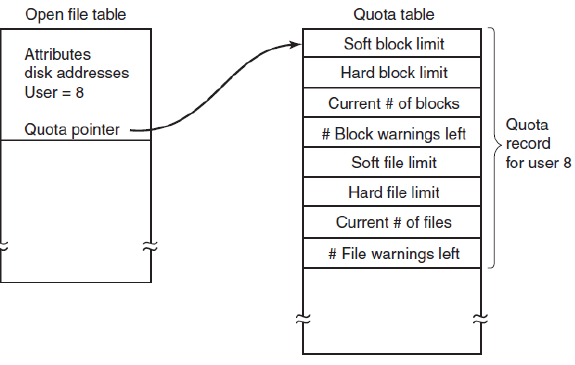 Open file table
Attributes
disk addresses
User = 8
Quota pointer
Quota table
Soft block limit
Hard block limit
Current # of blocks
# Block warnings left
Soft file limit
Hard file limit
Current # of files
# File warnings left
Quota
record
for user 8